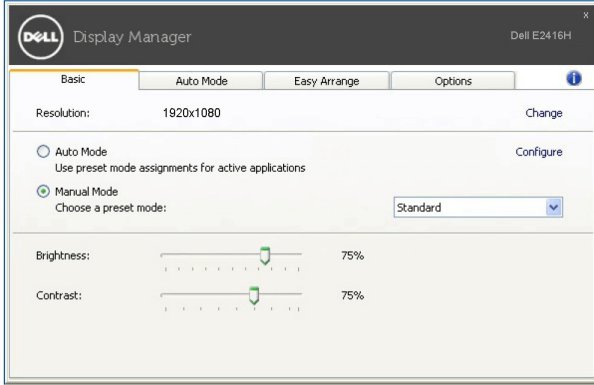 DELL Display Manager
x
Dell E2416H
Basic Auto Mode Easy Arrange Options i
Resolution: 1920x1080 Change
Auto Mode Configure
Use preset mode assignments for active applications
Manual Mode
Choose a preset mode: Standard
Brightness: 75%
Contrast: 75%